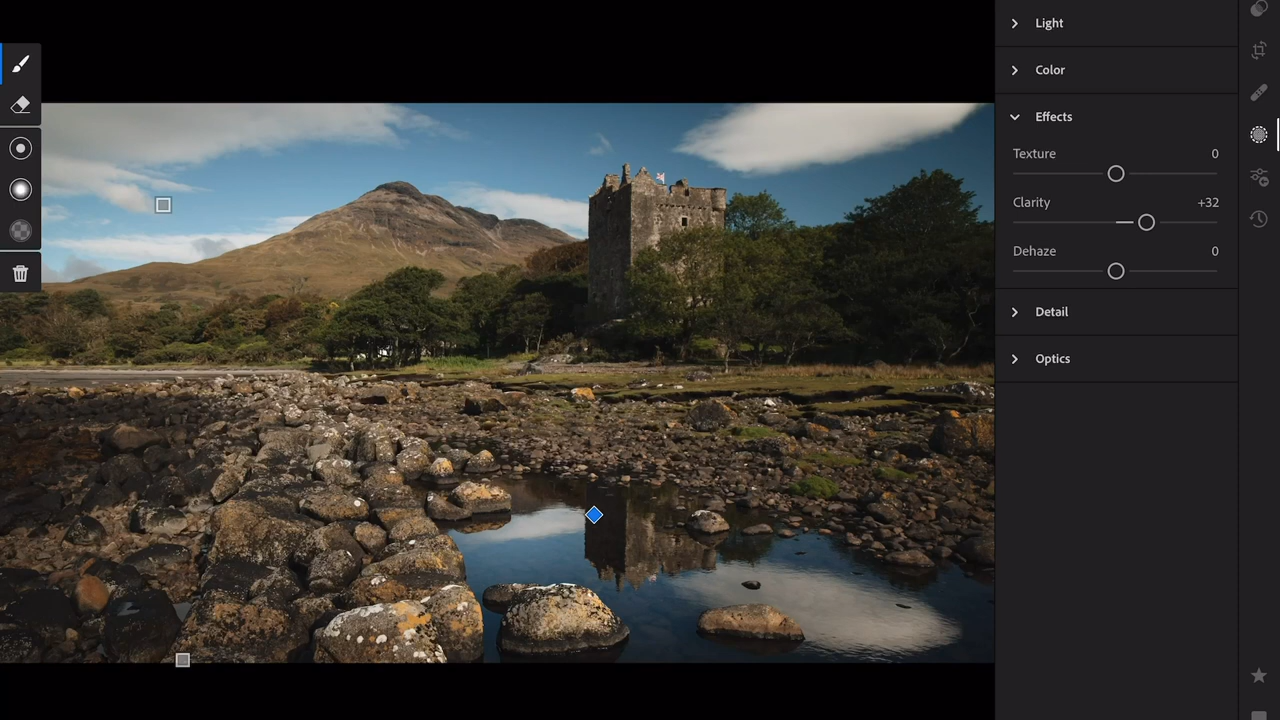 Light
Color
Effects
Texture 0
Clarity +32
Dehaze 0
Detail
Optics